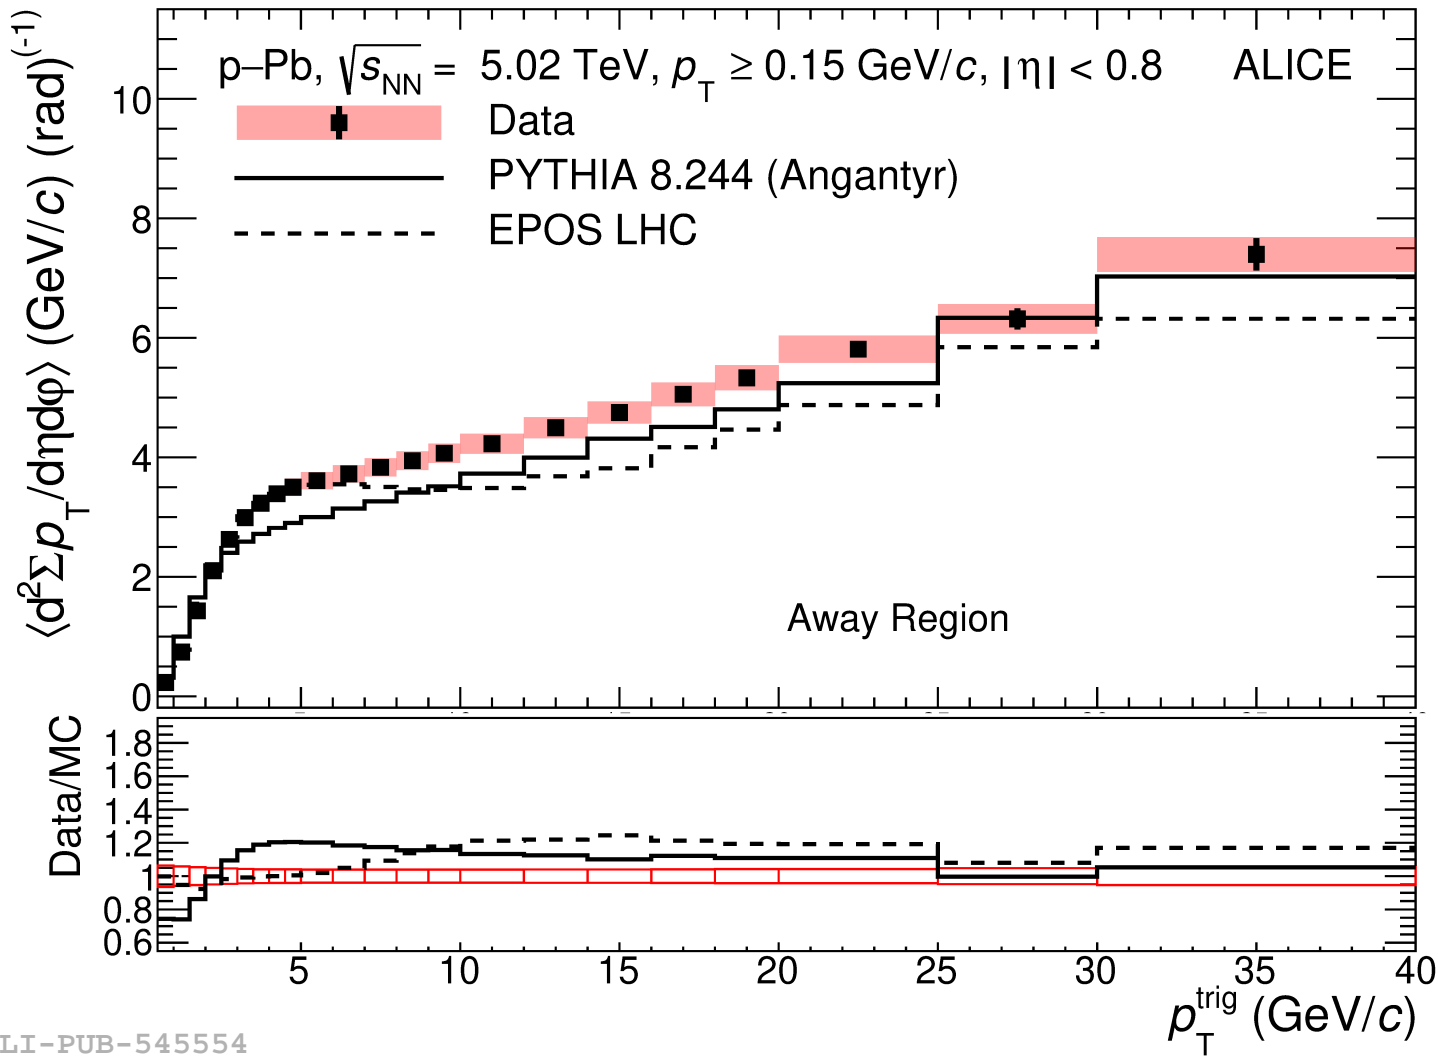 p–Pb, √sNN = 5.02 TeV, pT ≥ 0.15 GeV/c, |η| < 0.8 ALICE
Data
PYTHIA 8.244 (Angantyr)
EPOS LHC
⟨d²ΣpT/dηdφ⟩ (GeV/c) (rad)(-1)
10
8
6
4
2
0
Away Region
Data/MC
1.8
1.6
1.4
1.2
1
0.8
0.6
5 10 15 20 25 30 35 40
pTtrig (GeV/c)
LI-PUB-545554